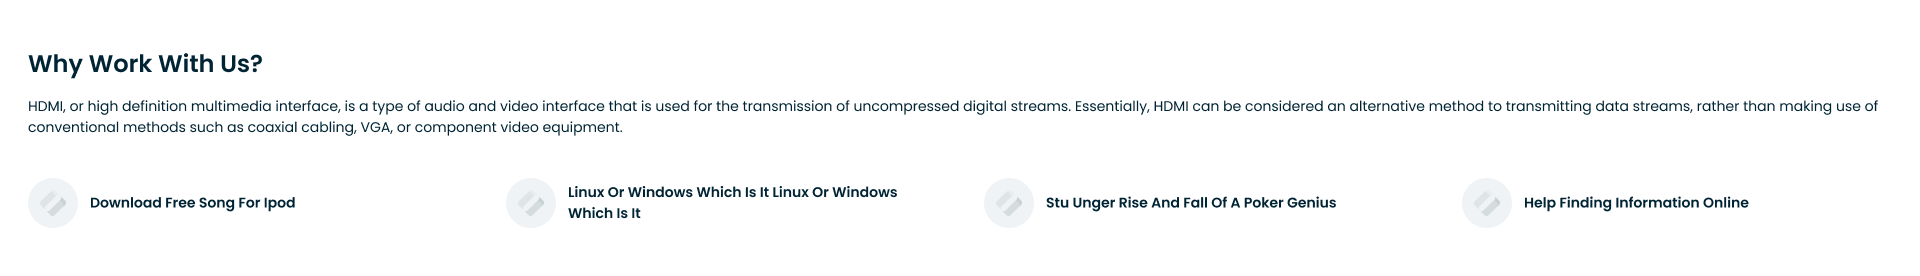 Why Work With Us?
HDMI, or high definition multimedia interface, is a type of audio and video interface that is used for the transmission of uncompressed digital streams. Essentially, HDMI can be considered an alternative method to transmitting data streams, rather than making use of
conventional methods such as coaxial cabling, VGA, or component video equipment.
Download Free Song For Ipod
Linux Or Windows Which Is It Linux Or Windows
Which Is It
Stu Unger Rise And Fall Of A Poker Genius
Help Finding Information Online